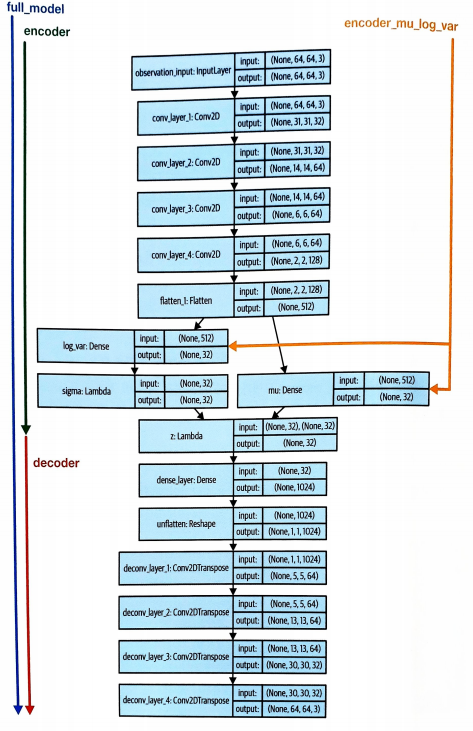 full_model
encoder
encoder_mu_log_var
observation_input: InputLayer
input: (None, 64, 64, 3)
output: (None, 64, 64, 3)
conv_layer_1: Conv2D
input: (None, 64, 64, 3)
output: (None, 31, 31, 32)
conv_layer_2: Conv2D
input: (None, 31, 31, 32)
output: (None, 14, 14, 64)
conv_layer_3: Conv2D
input: (None, 14, 14, 64)
output: (None, 6, 6, 64)
conv_layer_4: Conv2D
input: (None, 6, 6, 64)
output: (None, 2, 2, 128)
flatten_1: Flatten
input: (None, 2, 2, 128)
output: (None, 512)
log_var: Dense
input: (None, 512)
output: (None, 32)
sigma: Lambda
input: (None, 32)
output: (None, 32)
mu: Dense
input: (None, 512)
output: (None, 32)
z: Lambda
input: (None, 32), (None, 32)
output: (None, 32)
decoder
dense_layer: Dense
input: (None, 32)
output: (None, 1024)
unflatten: Reshape
input: (None, 1024)
output: (None, 1, 1, 1024)
deconv_layer_1: Conv2DTranspose
input: (None, 1, 1, 1024)
output: (None, 5, 5, 64)
deconv_layer_2: Conv2DTranspose
input: (None, 5, 5, 64)
output: (None, 13, 13, 64)
deconv_layer_3: Conv2DTranspose
input: (None, 13, 13, 64)
output: (None, 30, 30, 32)
deconv_layer_4: Conv2DTranspose
input: (None, 30, 30, 32)
output: (None, 64, 64, 3)